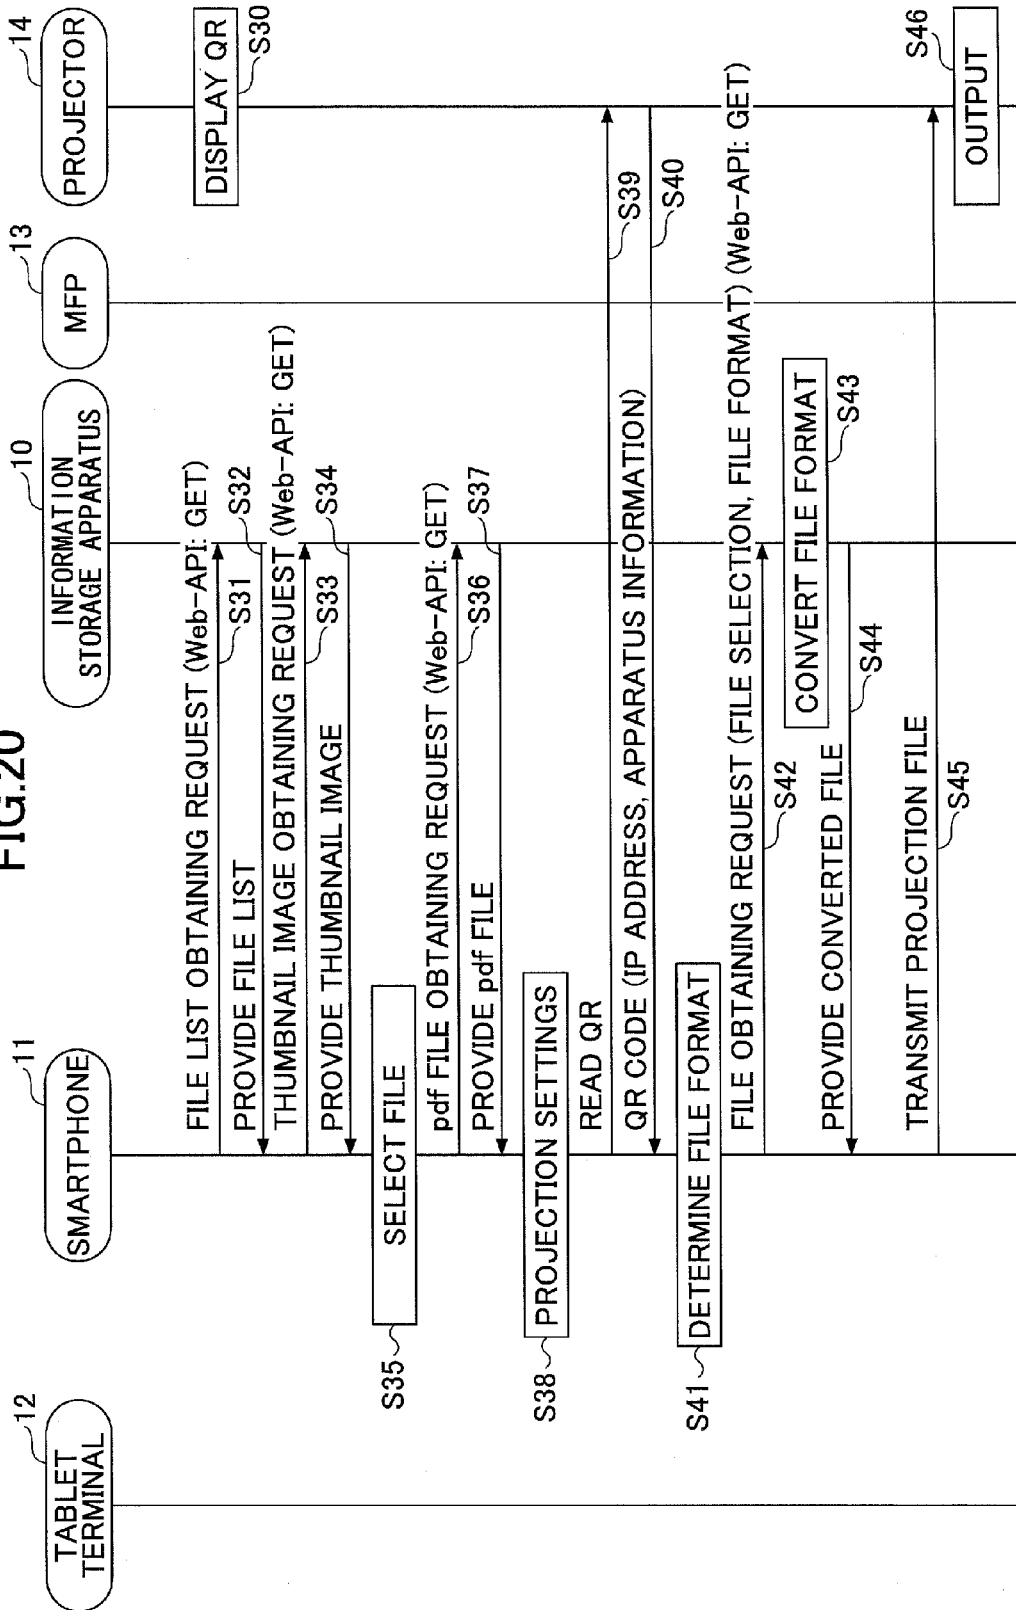 FIG.20
12
TABLET
TERMINAL
11
SMARTPHONE
10
INFORMATION
STORAGE APPARATUS
13
MFP
14
PROJECTOR
DISPLAY QR
S30
FILE LIST OBTAINING REQUEST (Web-API: GET)
S31
PROVIDE FILE LIST
S32
THUMBNAIL IMAGE OBTAINING REQUEST (Web-API: GET)
S33
PROVIDE THUMBNAIL IMAGE
S34
S35
SELECT FILE
pdf FILE OBTAINING REQUEST (Web-API: GET)
S36
PROVIDE pdf FILE
S37
S38
PROJECTION SETTINGS
READ QR
S39
QR CODE (IP ADDRESS, APPARATUS INFORMATION)
S40
S41
DETERMINE FILE FORMAT
FILE OBTAINING REQUEST (FILE SELECTION, FILE FORMAT) (Web-API: GET)
S42
CONVERT FILE FORMAT
S43
PROVIDE CONVERTED FILE
S44
TRANSMIT PROJECTION FILE
S45
S46
OUTPUT